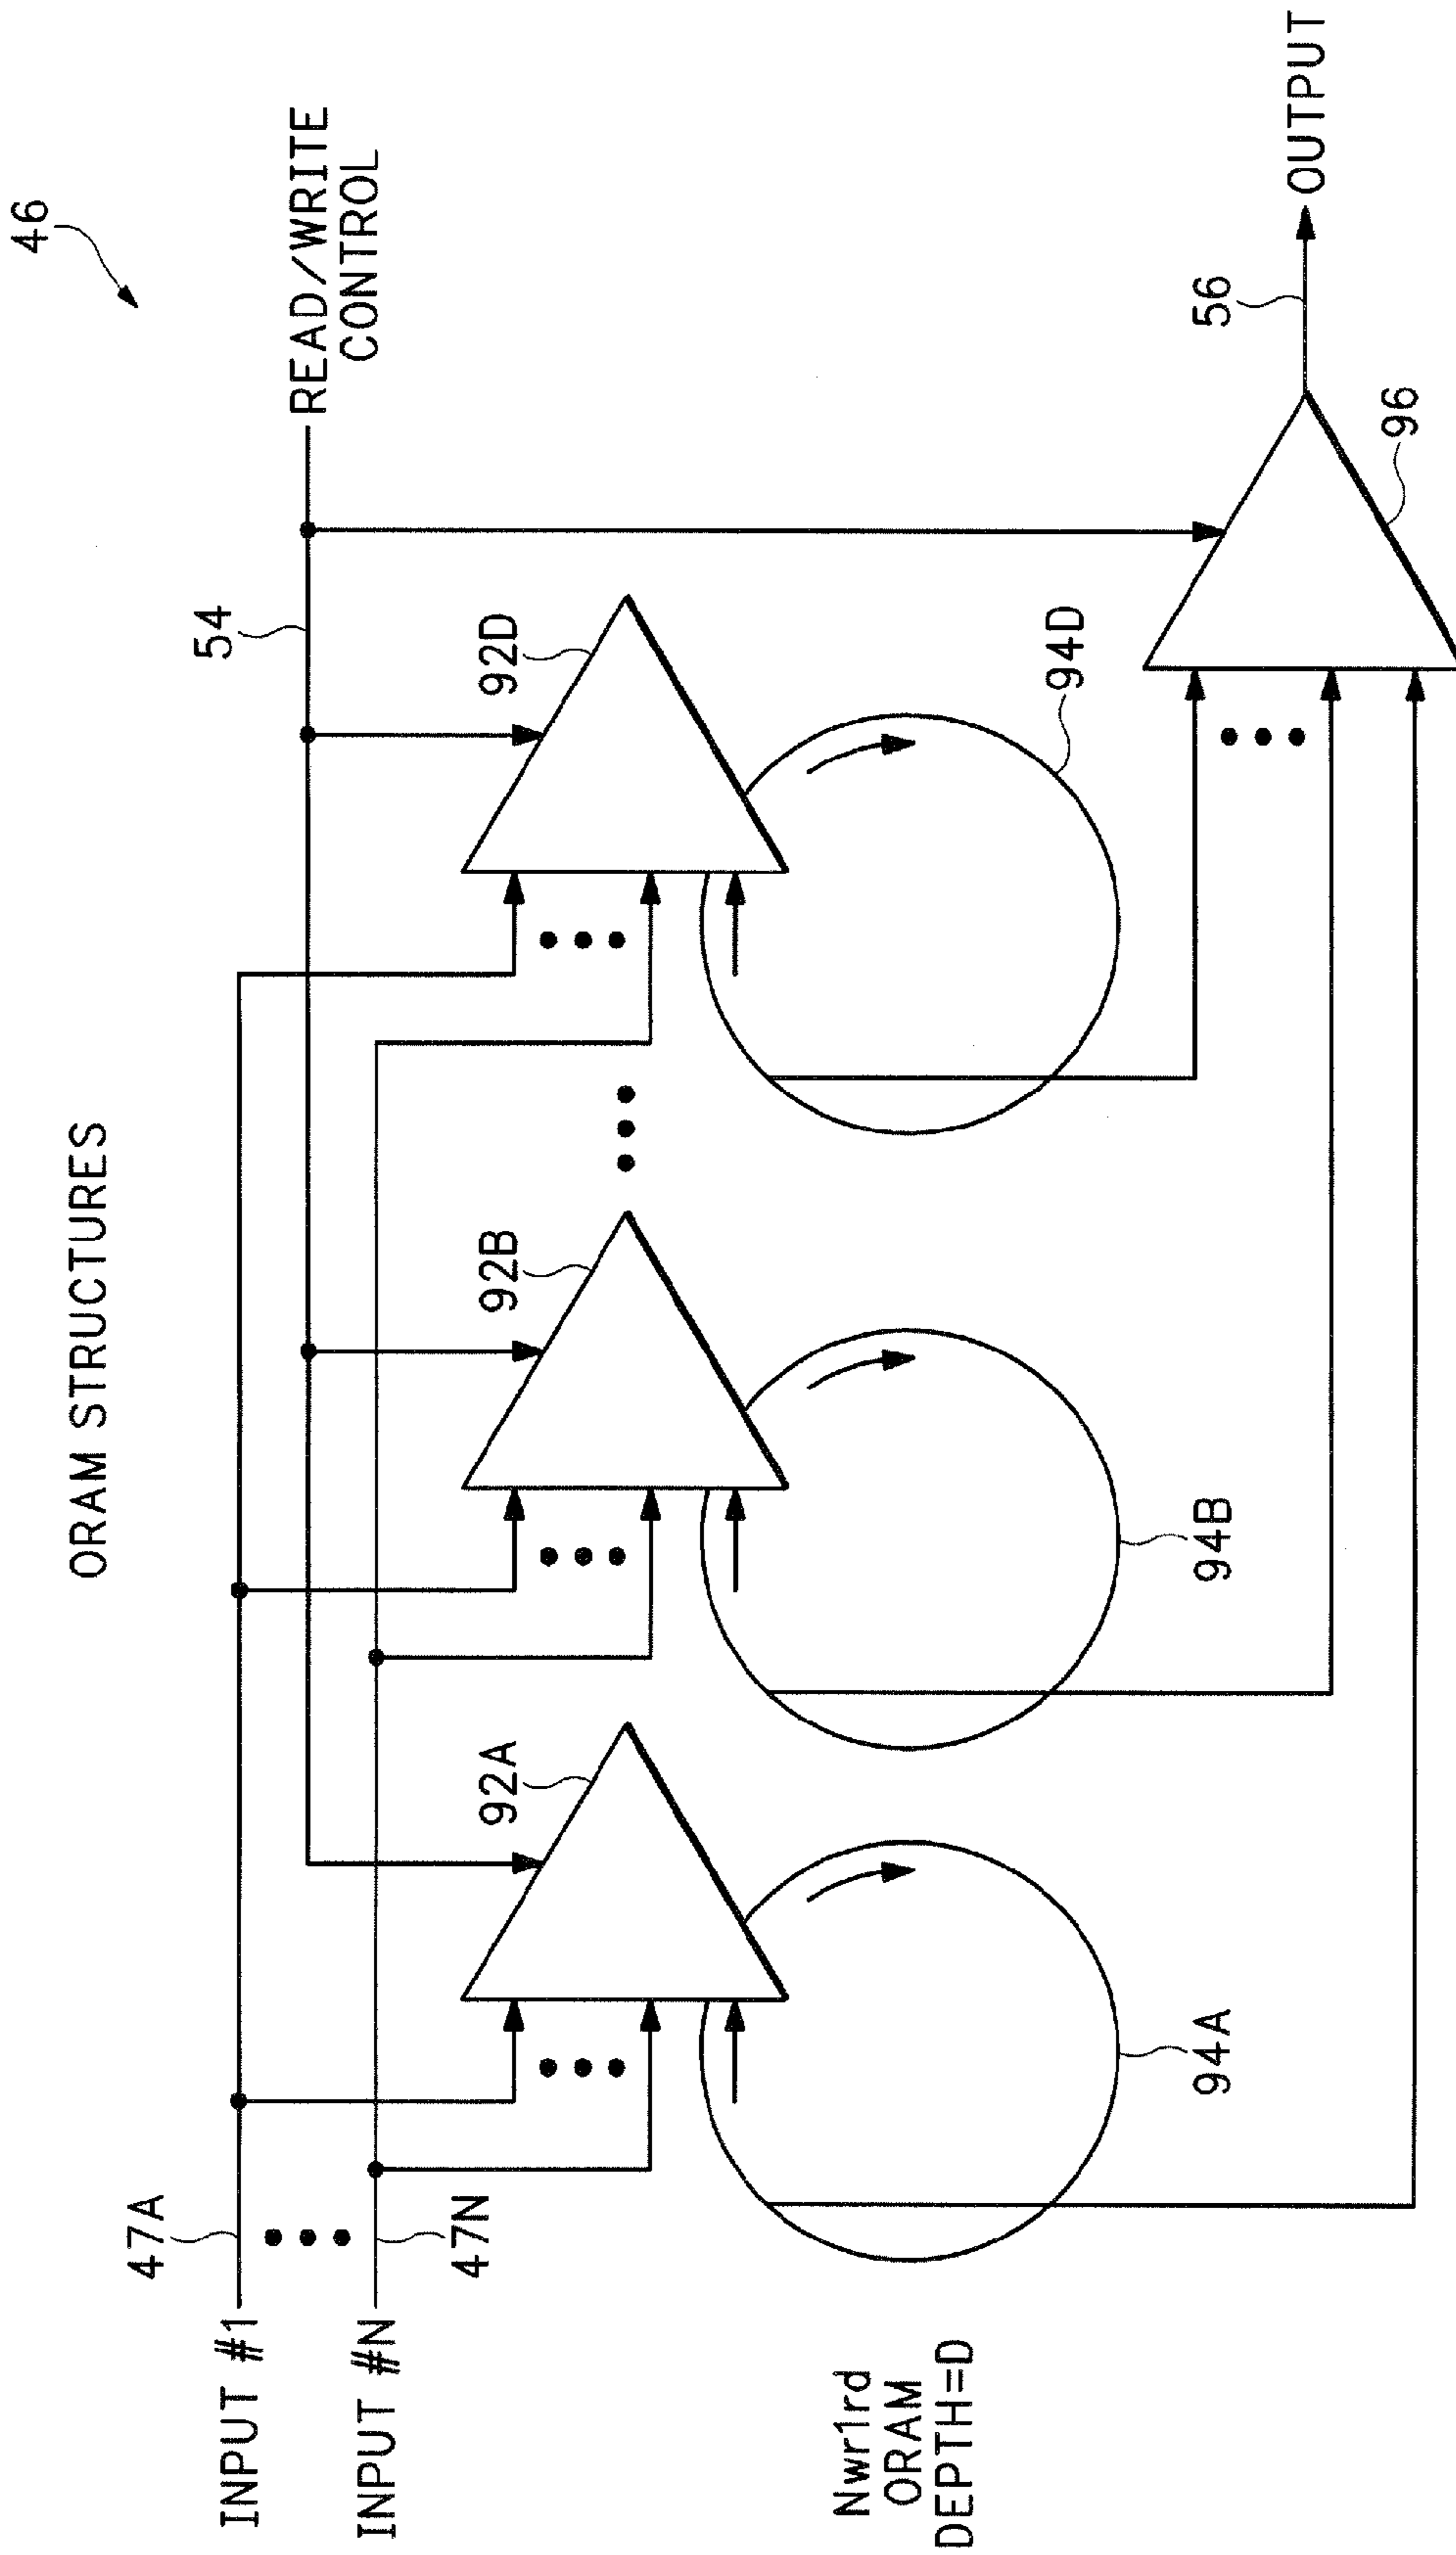 ORAM STRUCTURES
46
47A
INPUT #1
54
READ/WRITE
CONTROL
INPUT #N
47N
92A
92B
92D
Nwr1rd
ORAM
DEPTH=D
94A
94B
94D
56
OUTPUT
96